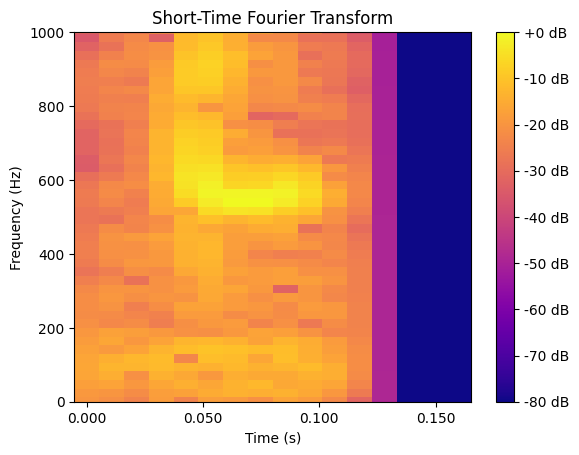 Short-Time Fourier Transform
1000
800
600
400
200
0
Frequency (Hz)
0.000
0.050
0.100
0.150
Time (s)
+0 dB
-10 dB
-20 dB
-30 dB
-40 dB
-50 dB
-60 dB
-70 dB
-80 dB